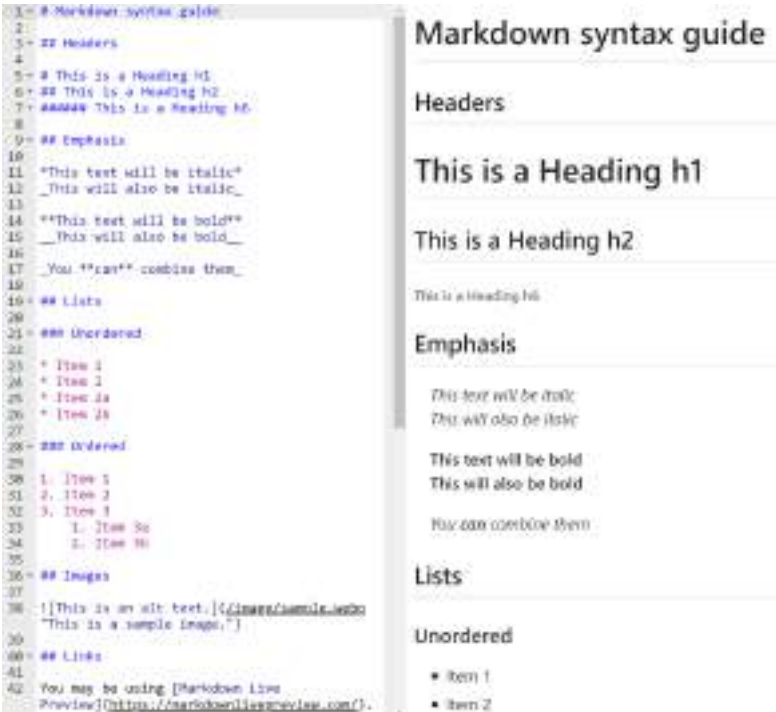 1 # Markdown syntax guide
2
3 ## Headers
4
5 # This is a Heading h1
6 ## This is a Heading h2
7 ###### This is a Heading h6
8
9 ## Emphasis
10
11 *This text will be italic*
12 _This will also be italic_
13
14 **This text will be bold**
15 __This will also be bold__
16
17 _You **can** combine them_
18
19 ## Lists
20
21 ### Unordered
22
23 * Item 1
24 * Item 2
25 * Item 2a
26 * Item 2b
27
28 ### Ordered
29
30 1. Item 1
31 2. Item 2
32 3. Item 3
33 1. Item 3a
34 2. Item 3b
35
36 ## Images
37
38 ![This is an alt text.](/image/sample.webp
"This is a sample image.")
39
40 ## Links
41
42 You may be using [Markdown Live
Preview](https://markdownlivepreview.com/).
Markdown syntax guide
Headers
This is a Heading h1
This is a Heading h2
This is a Heading h6
Emphasis
This text will be italic
This will also be italic
This text will be bold
This will also be bold
You can combine them
Lists
Unordered
• Item 1
• Item 2